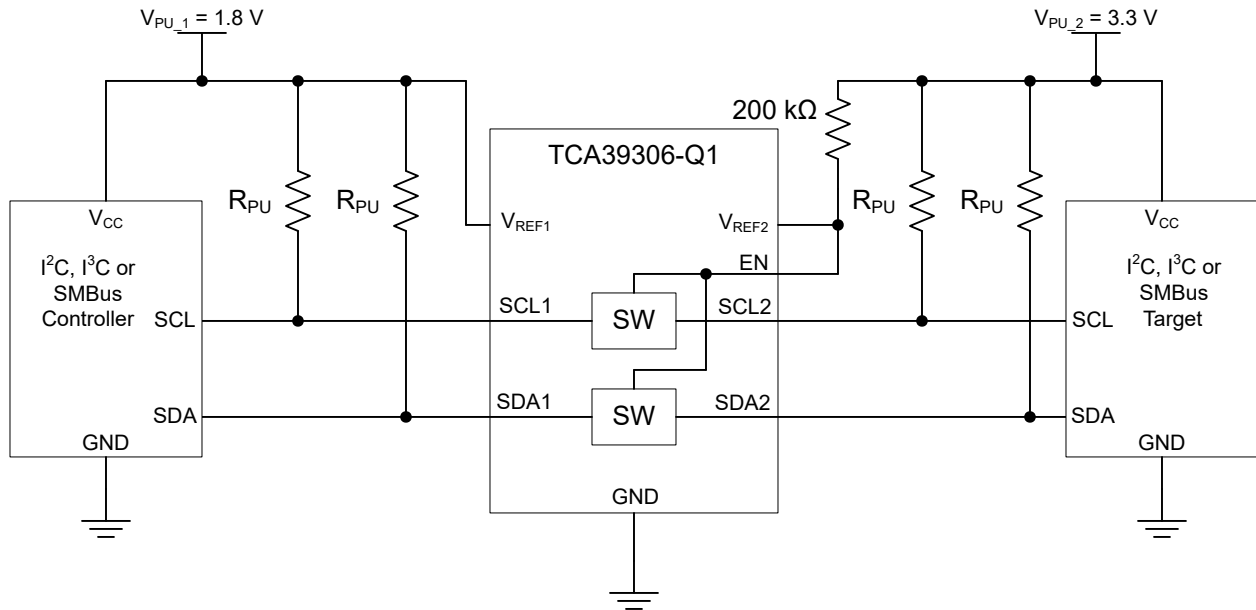 V_PU_1 = 1.8 V
V_PU_2 = 3.3 V
200 kΩ
TCA39306-Q1
R_PU
R_PU
R_PU
R_PU
V_CC
I²C, I³C or
SMBus
Controller
SCL
SDA
GND
V_REF1
V_REF2
EN
SCL1
SW
SCL2
SDA1
SW
SDA2
GND
V_CC
I²C, I³C or
SMBus
Target
SCL
SDA
GND